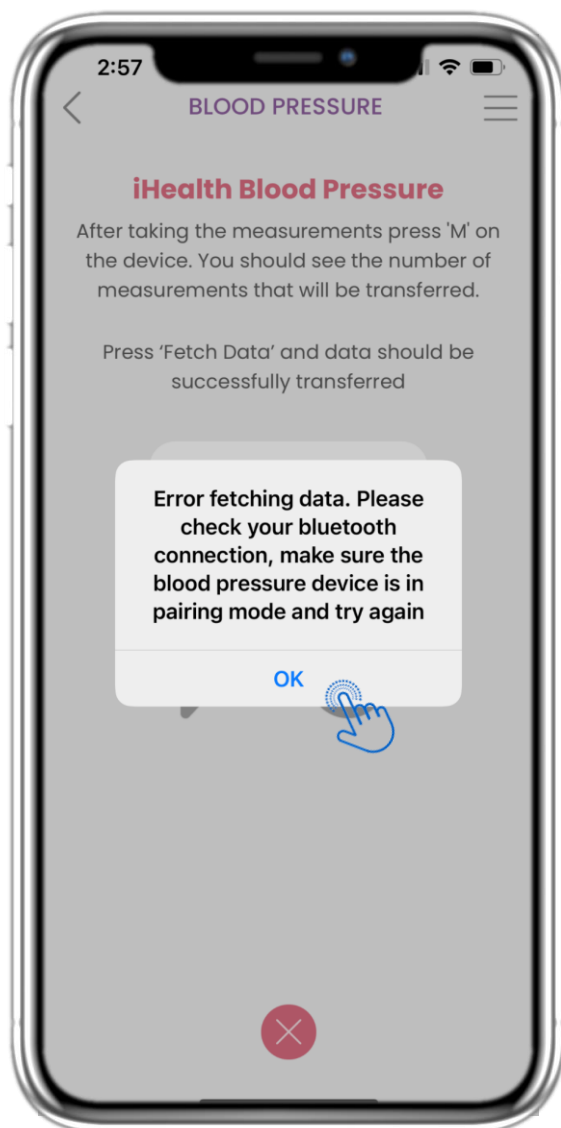 2:57
BLOOD PRESSURE
iHealth Blood Pressure
After taking the measurements press 'M' on
the device. You should see the number of
measurements that will be transferred.
Press ‘Fetch Data’ and data should be
successfully transferred
Error fetching data. Please
check your bluetooth
connection, make sure the
blood pressure device is in
pairing mode and try again
OK